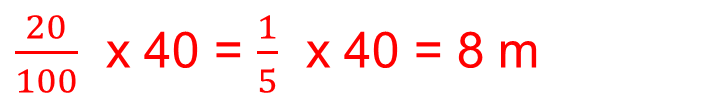 20/100 x 40 = 1/5 x 40 = 8 m